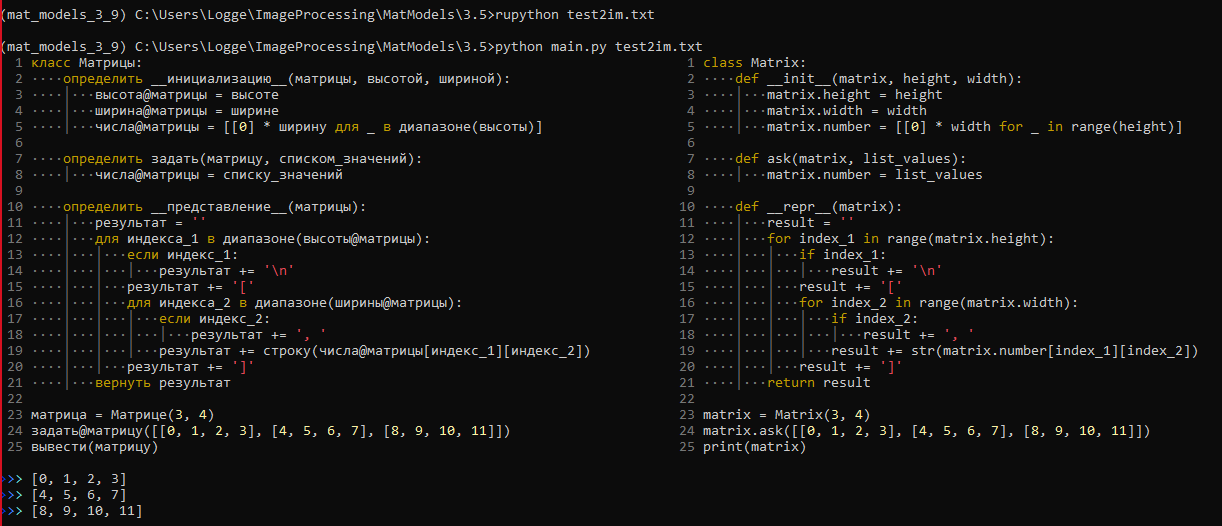 (mat_models_3_9) C:\Users\Logge\ImageProcessing\MatModels\3.5>rupython test2im.txt
(mat_models_3_9) C:\Users\Logge\ImageProcessing\MatModels\3.5>python main.py test2im.txt
1 класс Матрицы:
2 ····определить __инициализацию__(матрицы, высотой, шириной):
3 ····│···высота@матрицы = высоте
4 ····│···ширина@матрицы = ширине
5 ····│···числа@матрицы = [[0] * ширину для _ в диапазоне(высоты)]
6
7 ····определить задать(матрицу, списком_значений):
8 ····│···числа@матрицы = списку_значений
9
10 ····определить __представление__(матрицы):
11 ····│···результат = ''
12 ····│···для индекса_1 в диапазоне(высоты@матрицы):
13 ····│···│···если индекс_1:
14 ····│···│···│···результат += '\n'
15 ····│···│···результат += '['
16 ····│···│···для индекса_2 в диапазоне(ширины@матрицы):
17 ····│···│···│···если индекс_2:
18 ····│···│···│···│···результат += ', '
19 ····│···│···│···результат += строку(числа@матрицы[индекс_1][индекс_2])
20 ····│···│···результат += ']'
21 ····│···вернуть результат
22
23 матрица = Матрице(3, 4)
24 задать@матрицу([[0, 1, 2, 3], [4, 5, 6, 7], [8, 9, 10, 11]])
25 вывести(матрицу)
1 class Matrix:
2 ····def __init__(matrix, height, width):
3 ····│···matrix.height = height
4 ····│···matrix.width = width
5 ····│···matrix.number = [[0] * width for _ in range(height)]
6
7 ····def ask(matrix, list_values):
8 ····│···matrix.number = list_values
9
10 ····def __repr__(matrix):
11 ····│···result = ''
12 ····│···for index_1 in range(matrix.height):
13 ····│···│···if index_1:
14 ····│···│···│···result += '\n'
15 ····│···│···result += '['
16 ····│···│···for index_2 in range(matrix.width):
17 ····│···│···│···if index_2:
18 ····│···│···│···│···result += ', '
19 ····│···│···│···result += str(matrix.number[index_1][index_2])
20 ····│···│···result += ']'
21 ····│···return result
22
23 matrix = Matrix(3, 4)
24 matrix.ask([[0, 1, 2, 3], [4, 5, 6, 7], [8, 9, 10, 11]])
25 print(matrix)
>>> [0, 1, 2, 3]
>>> [4, 5, 6, 7]
>>> [8, 9, 10, 11]